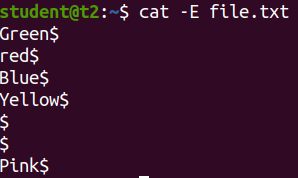 student@t2:~$ cat -E file.txt
Green$
red$
Blue$
Yellow$
$
$
Pink$